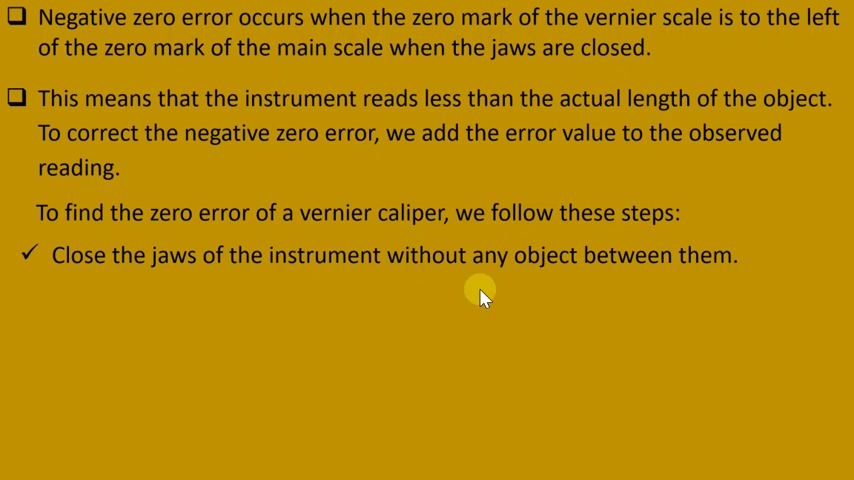 Negative zero error occurs when the zero mark of the vernier scale is to the left
of the zero mark of the main scale when the jaws are closed.
This means that the instrument reads less than the actual length of the object.
To correct the negative zero error, we add the error value to the observed
reading.
To find the zero error of a vernier caliper, we follow these steps:
Close the jaws of the instrument without any object between them.